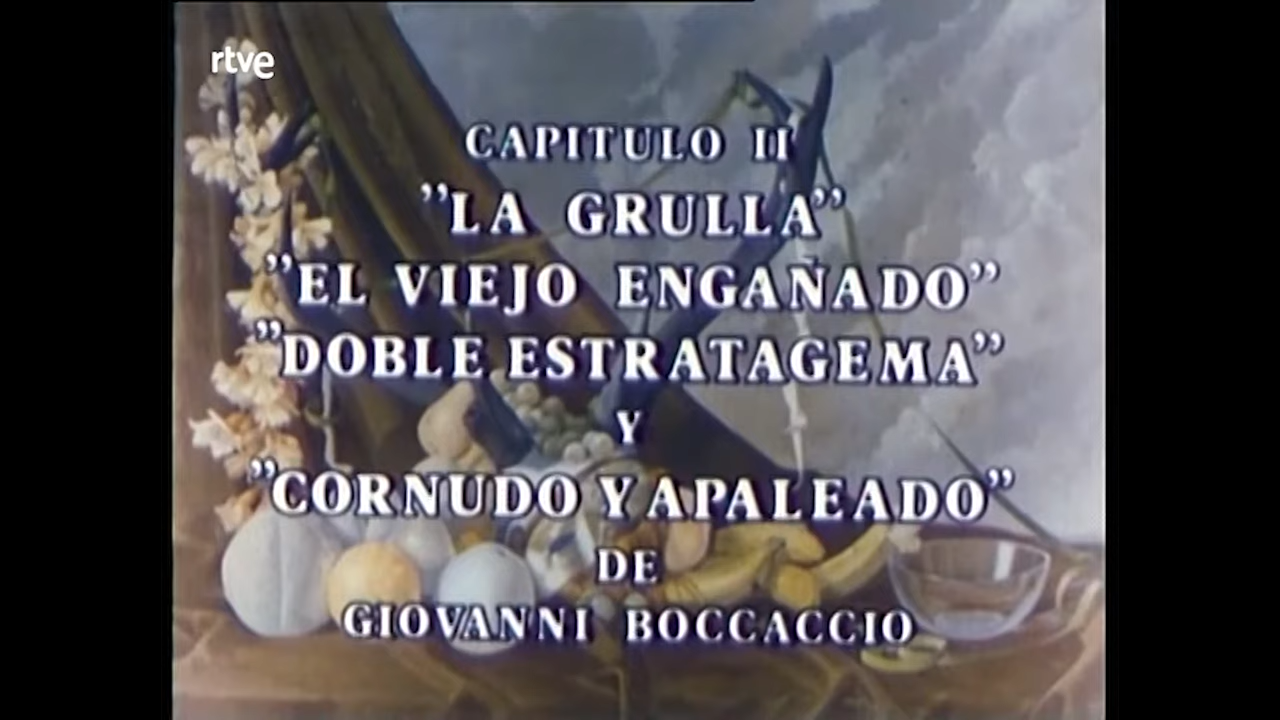 rtve
CAPITULO II
”LA GRULLA”
”EL VIEJO ENGAÑADO”
”DOBLE ESTRATAGEMA”
Y
”CORNUDO Y APALEADO”
DE
GIOVANNI BOCCACCIO